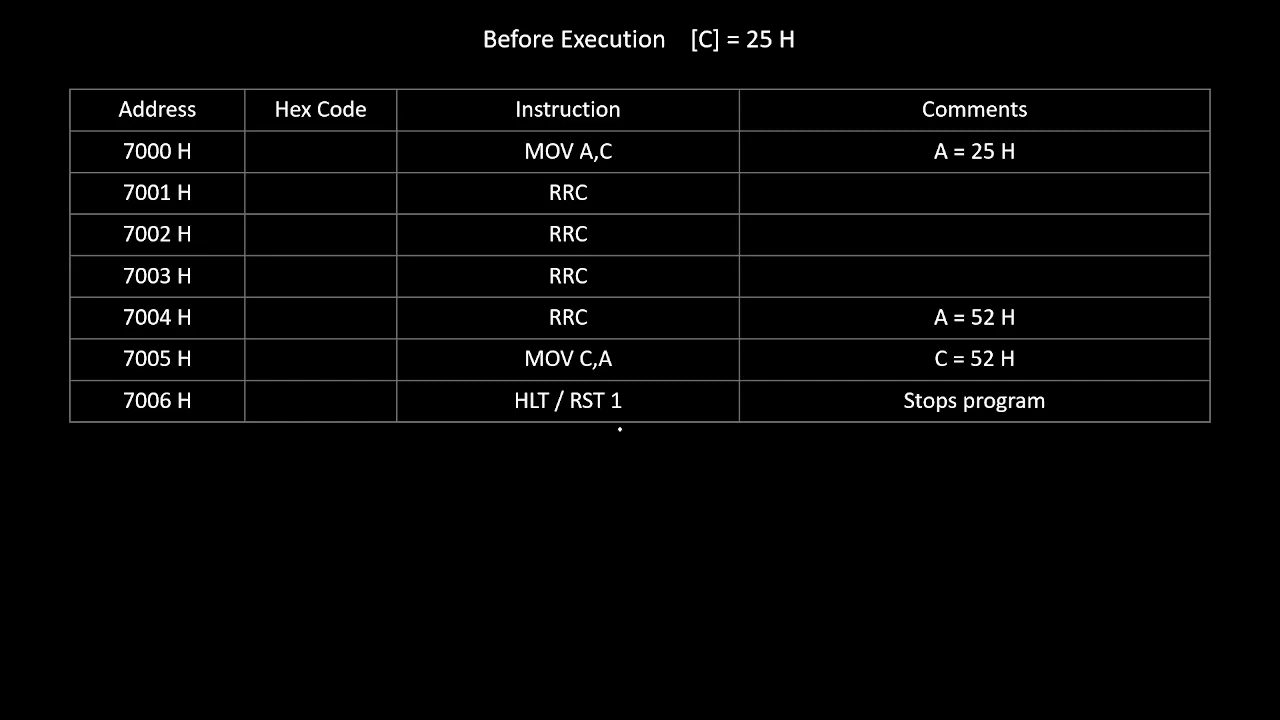 Before Execution [C] = 25 H
Address Hex Code Instruction Comments
7000 H MOV A,C A = 25 H
7001 H RRC
7002 H RRC
7003 H RRC
7004 H RRC A = 52 H
7005 H MOV C,A C = 52 H
7006 H HLT / RST 1 Stops program